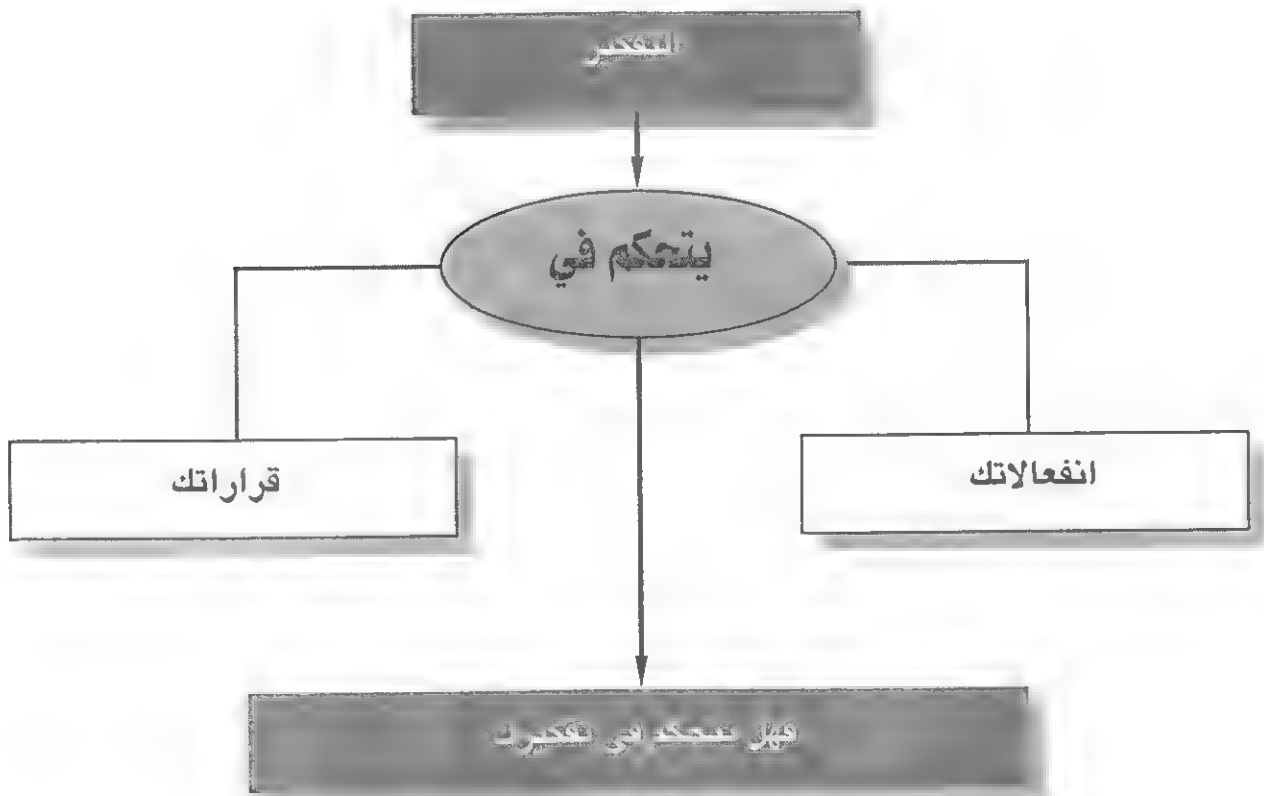 التفكير
يتحكم في
انفعالاتك
قراراتك
فهل تتحكم في تفكيرك